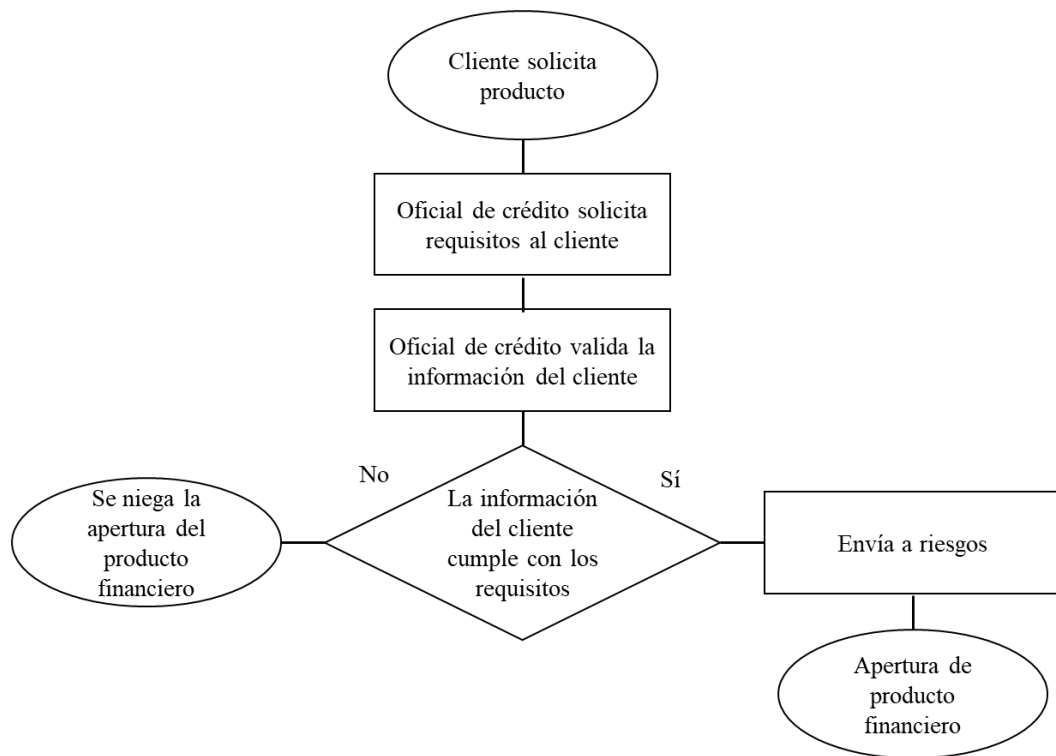 Cliente solicita
producto
Oficial de crédito solicita
requisitos al cliente
Oficial de crédito valida la
información del cliente
No
Sí
Se niega la
apertura del
producto
financiero
La información
del cliente
cumple con los
requisitos
Envía a riesgos
Apertura de
producto
financiero